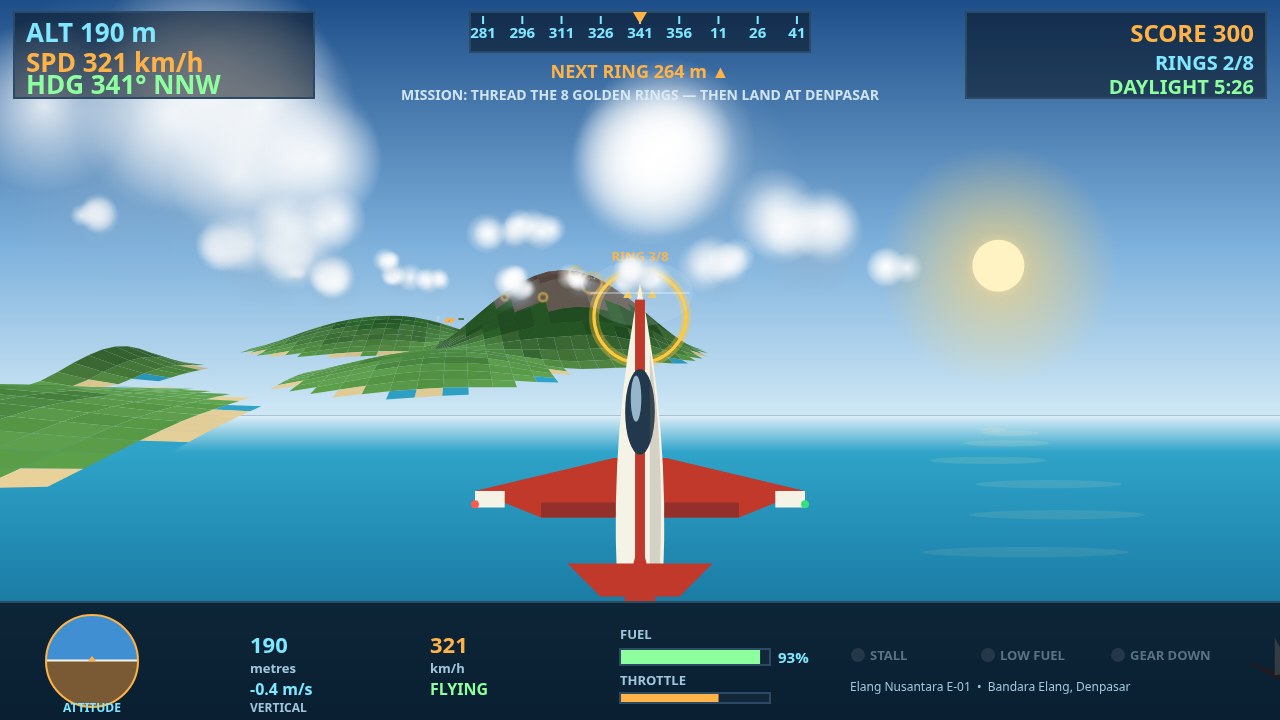 ALT 190 m
SPD 321 km/h
HDG 341° NNW
281 296 311 326 341 356 11 26 41
NEXT RING 264 m ▲
MISSION: THREAD THE 8 GOLDEN RINGS — THEN LAND AT DENPASAR
SCORE 300
RINGS 2/8
DAYLIGHT 5:26
RING 3/8
ATTITUDE
190
metres
-0.4 m/s
VERTICAL
321
km/h
FLYING
FUEL
93%
THROTTLE
STALL
LOW FUEL
GEAR DOWN
Elang Nusantara E-01 • Bandara Elang, Denpasar